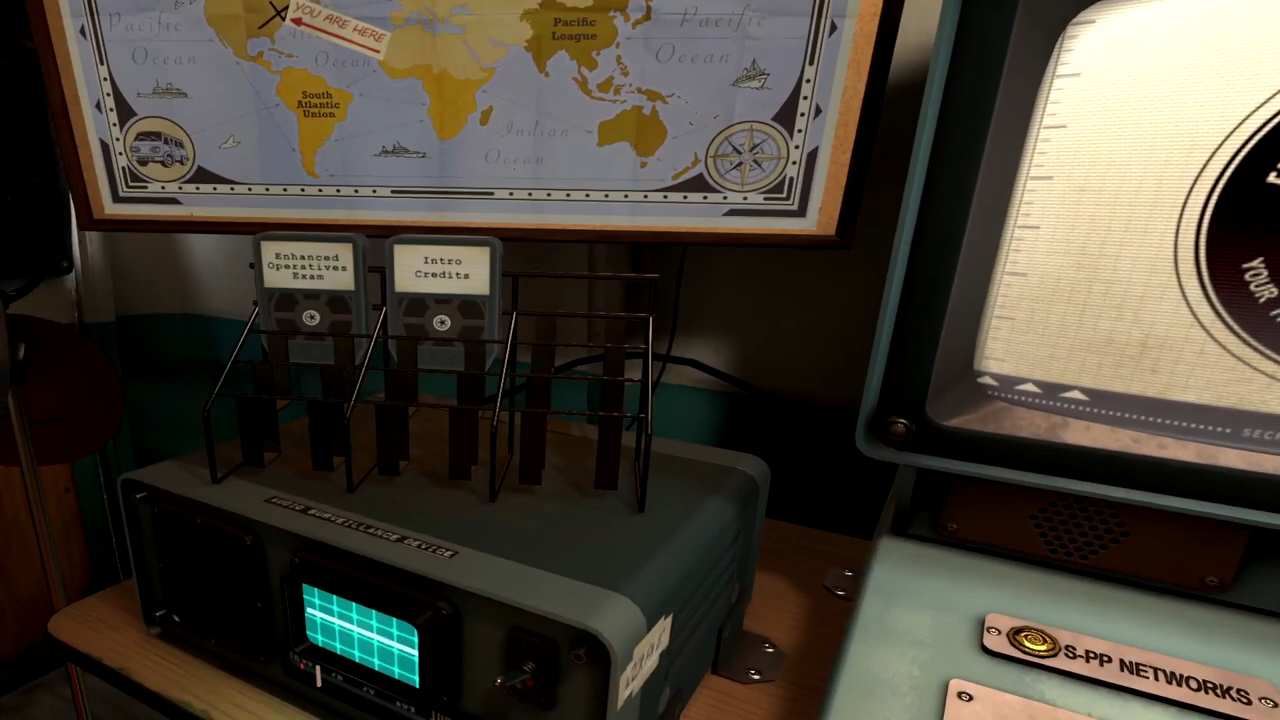 YOU ARE HERE
Pacific
Ocean
Ocean
Pacific
League
Pacific
Ocean
South
Atlantic
Union
Indian
Ocean
Enhanced
Operatives
Exam
Intro
Credits
YOUR
AUDIO SURVEILLANCE DEVICE
S-PP NETWORKS